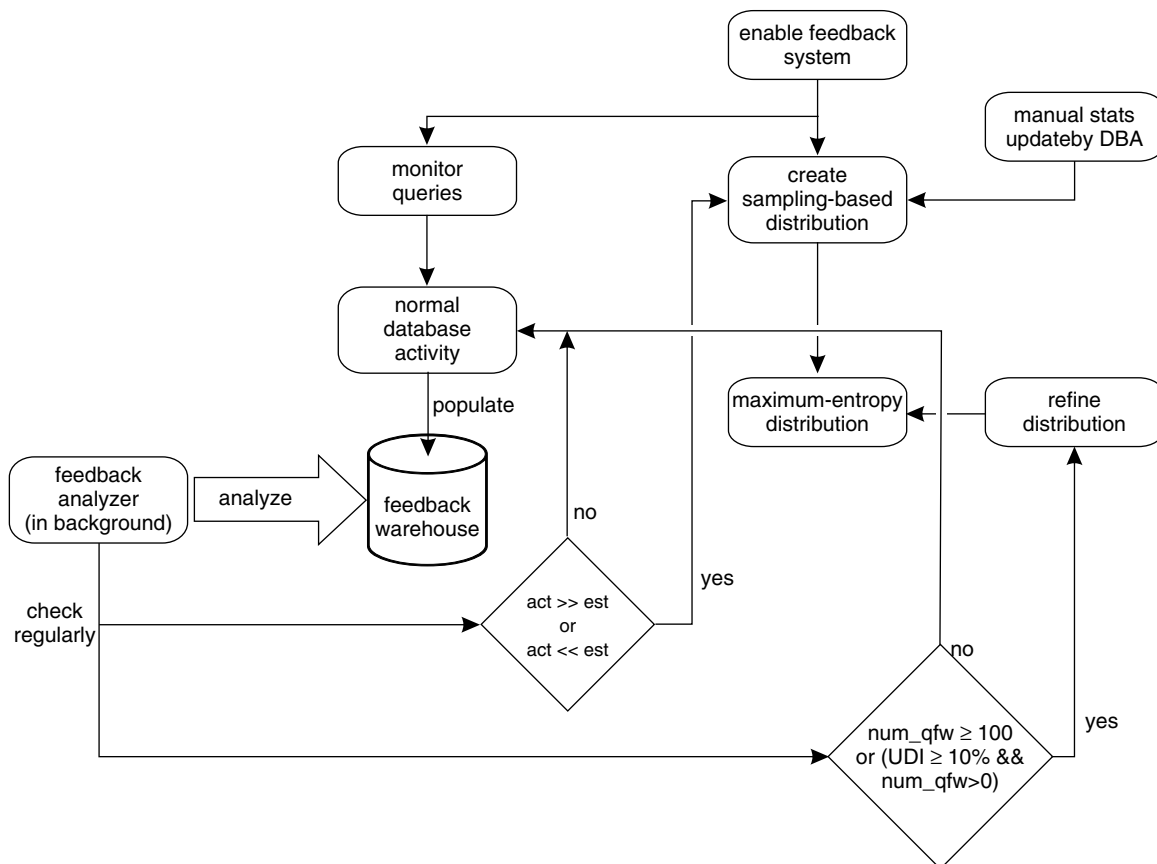 enable feedback
system
manual stats
updateby DBA
monitor
queries
create
sampling-based
distribution
normal
database
activity
populate
maximum-entropy
distribution
refine
distribution
feedback
analyzer
(in background)
analyze
feedback
warehouse
no
yes
check
regularly
act >> est
or
act << est
no
yes
num_qfw ≥ 100
or (UDI ≥ 10% &&
num_qfw>0)